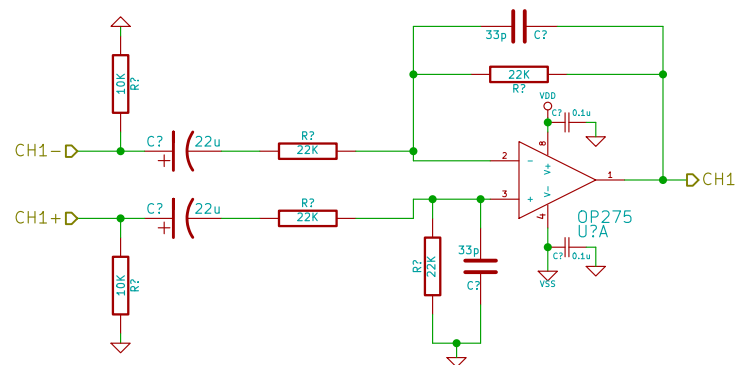 33p C?
22K
R?
VDD
C? 0.1u
10K
R?
C? 22u
+
R?
22K
CH1-
2
-
8
V+
1
CH1
3
+
V-
4
OP275
U?A
C? 0.1u
VSS
CH1+
C? 22u
+
R?
22K
10K
R?
R?
22K
33p
C?